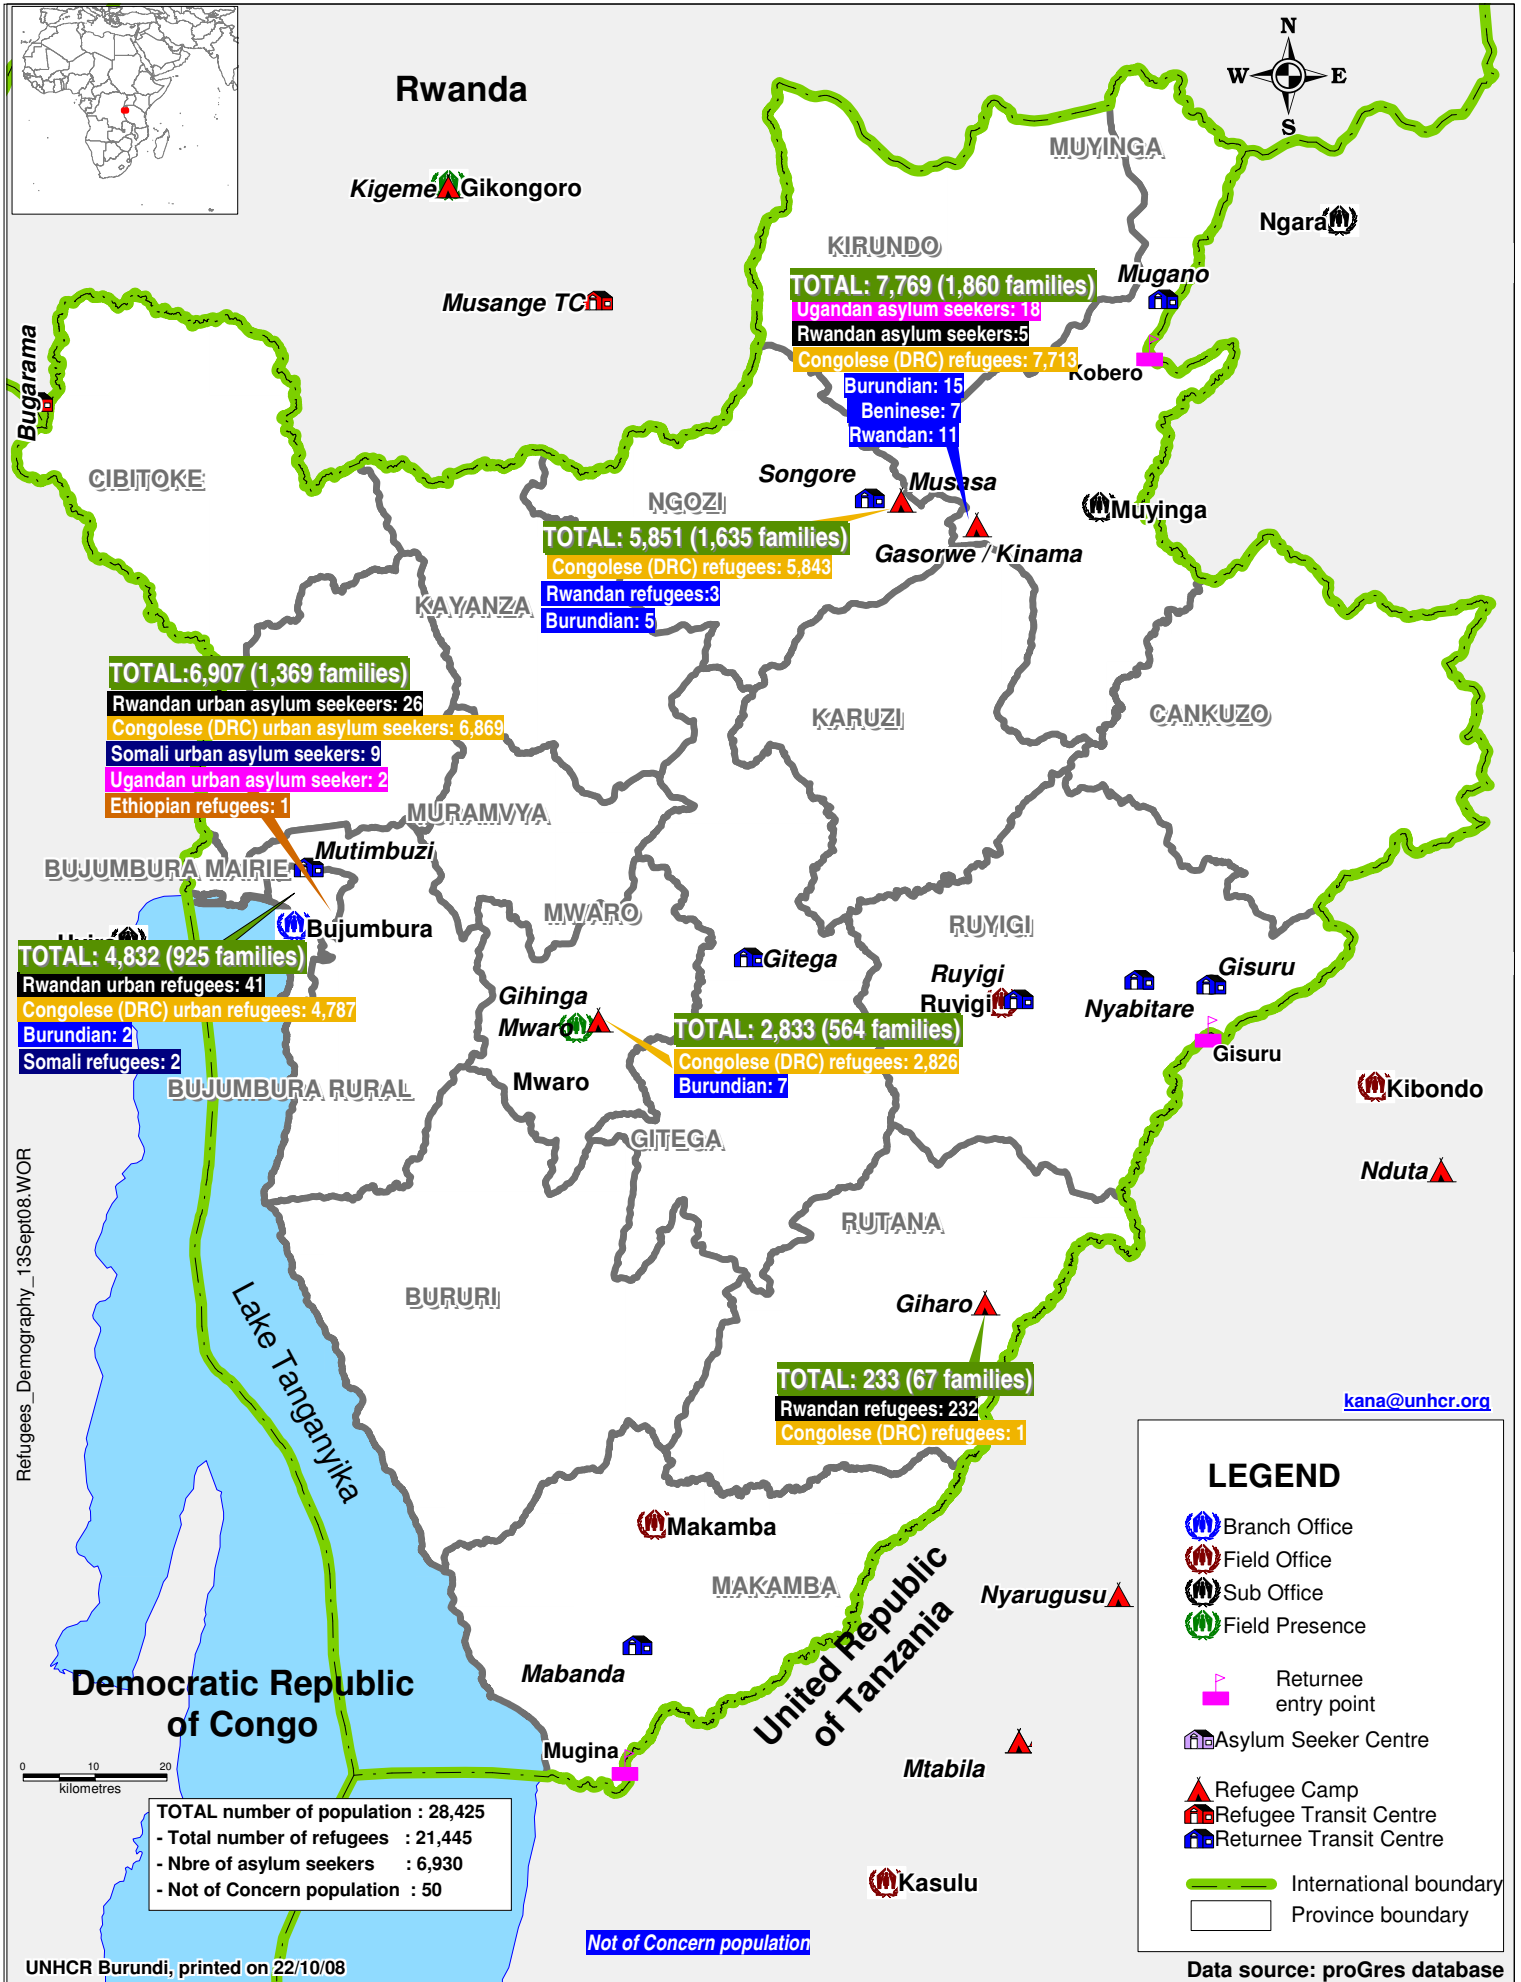 Rwanda
N
W E
S
MUYINGA
Kigeme Gikongoro
Ngara
KIRUNDO
Mugano
TOTAL: 7,769 (1,860 families)
Ugandan asylum seekers: 18
Rwandan asylum seekers:5
Congolese (DRC) refugees: 7,713
Burundian: 15
Beninese: 7
Rwandan: 11
Musange TC
Kobero
Bugarama
CIBITOKE
NGOZI
Songore
Musasa
Muyinga
Gasorwe / Kinama
TOTAL: 5,851 (1,635 families)
Congolese (DRC) refugees: 5,843
Rwandan refugees:3
Burundian: 5
KAYANZA
TOTAL:6,907 (1,369 families)
Rwandan urban asylum seekeers: 26
Congolese (DRC) urban asylum seekers: 6,869
Somali urban asylum seekers: 9
Ugandan urban asylum seeker: 2
Ethiopian refugees: 1
KARUZI
CANKUZO
MURAMVYA
Mutimbuzi
BUJUMBURA MAIRIE
MWARO
RUYIGI
Bujumbura
TOTAL: 4,832 (925 families)
Rwandan urban refugees: 41
Congolese (DRC) urban refugees: 4,787
Burundian: 2
Somali refugees: 2
Gitega
Ruyigi
Ruyigi
Nyabitare
Gisuru
Gisuru
Gihinga
Mwaro
Mwaro
TOTAL: 2,833 (564 families)
Congolese (DRC) refugees: 2,826
Burundian: 7
BUJUMBURA RURAL
Kibondo
GITEGA
Nduta
RUTANA
BURURI
Giharo
Lake Tanganyika
TOTAL: 233 (67 families)
Rwandan refugees: 232
Congolese (DRC) refugees: 1
Refugees_Demography_13Sept08.WOR
kana@unhcr.org
Makamba
MAKAMBA
United Republic
of Tanzania
Nyarugusu
Mabanda
Democratic Republic
of Congo
Mugina
Mtabila
0 10 20
kilometres
TOTAL number of population : 28,425
- Total number of refugees : 21,445
- Nbre of asylum seekers : 6,930
- Not of Concern population : 50
Kasulu
Not of Concern population
LEGEND
Branch Office
Field Office
Sub Office
Field Presence
Returnee
entry point
Asylum Seeker Centre
Refugee Camp
Refugee Transit Centre
Returnee Transit Centre
International boundary
Province boundary
UNHCR Burundi, printed on 22/10/08
Data source: proGres database